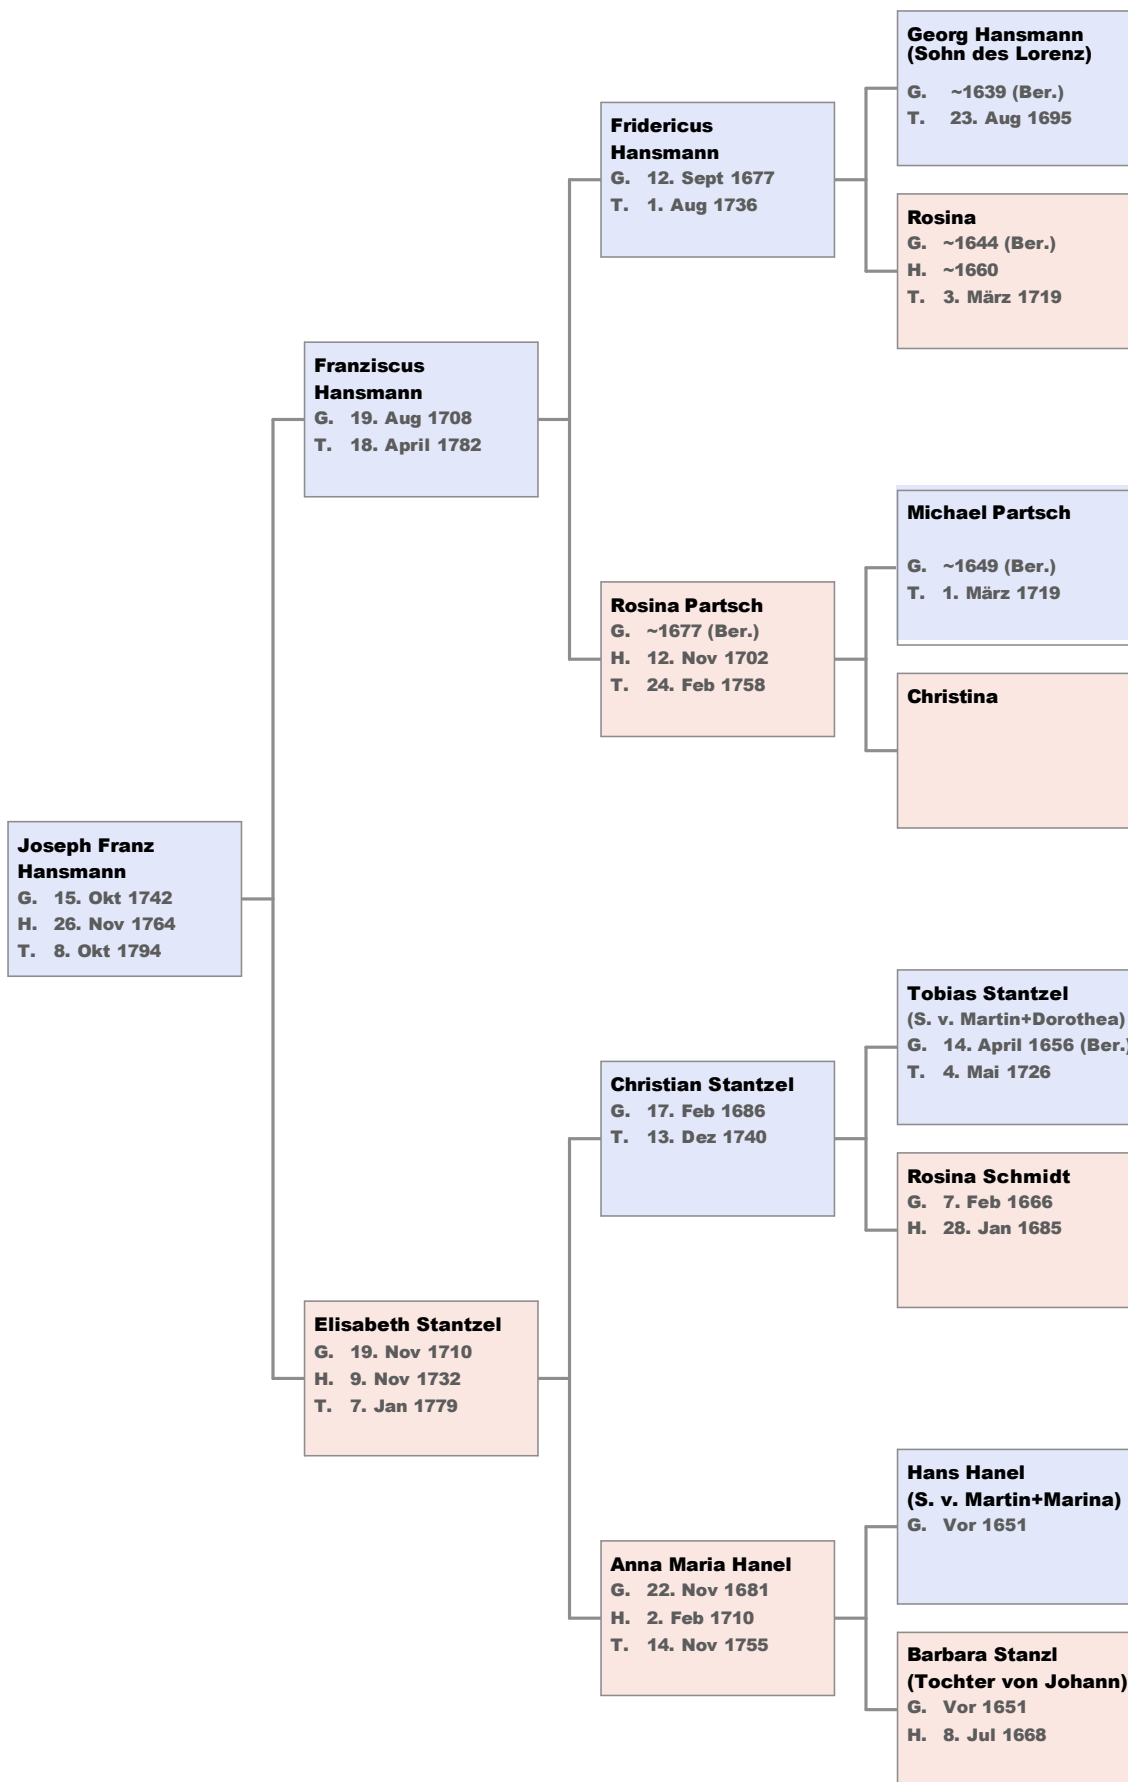 Georg Hansmann
(Sohn des Lorenz)
G. ~1639 (Ber.)
T. 23. Aug 1695
Fridericus
Hansmann
G. 12. Sept 1677
T. 1. Aug 1736
Rosina
G. ~1644 (Ber.)
H. ~1660
T. 3. März 1719
Franziscus
Hansmann
G. 19. Aug 1708
T. 18. April 1782
Michael Partsch
G. ~1649 (Ber.)
T. 1. März 1719
Rosina Partsch
G. ~1677 (Ber.)
H. 12. Nov 1702
T. 24. Feb 1758
Christina
Joseph Franz
Hansmann
G. 15. Okt 1742
H. 26. Nov 1764
T. 8. Okt 1794
Tobias Stantzel
(S. v. Martin+Dorothea)
G. 14. April 1656 (Ber.)
T. 4. Mai 1726
Christian Stantzel
G. 17. Feb 1686
T. 13. Dez 1740
Rosina Schmidt
G. 7. Feb 1666
H. 28. Jan 1685
Elisabeth Stantzel
G. 19. Nov 1710
H. 9. Nov 1732
T. 7. Jan 1779
Hans Hanel
(S. v. Martin+Marina)
G. Vor 1651
Anna Maria Hanel
G. 22. Nov 1681
H. 2. Feb 1710
T. 14. Nov 1755
Barbara Stanzl
(Tochter von Johann)
G. Vor 1651
H. 8. Jul 1668